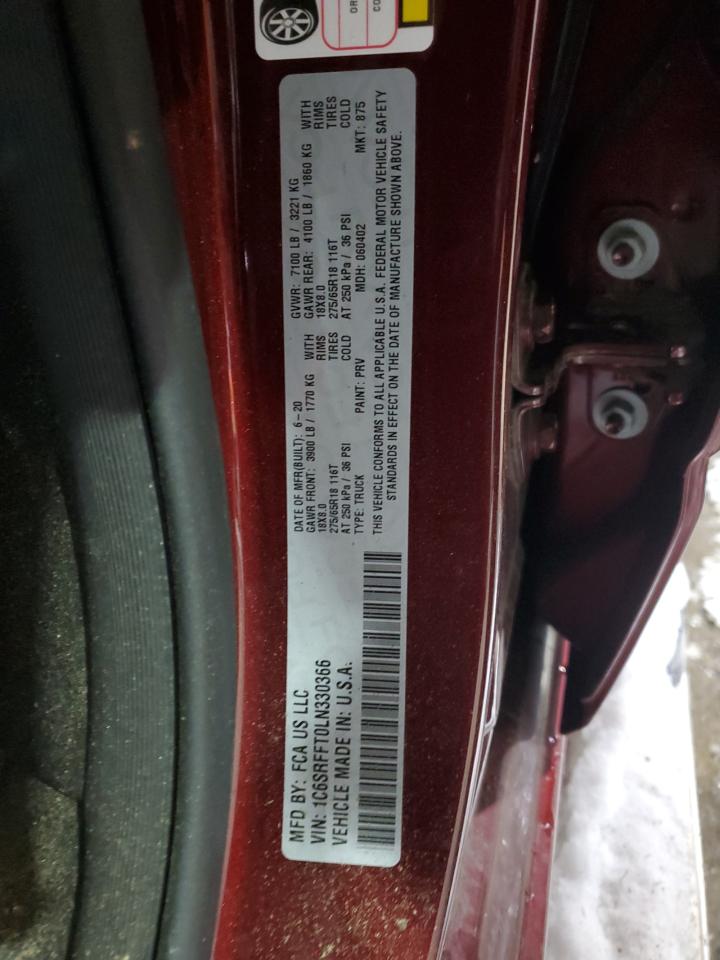 OR
CO
MFD BY: FCA US LLC
VIN: 1C6SRFFT0LN330366
VEHICLE MADE IN: U.S.A.
DATE OF MFR(BUILT): 6-20 GVWR: 7100 LB / 3221 KG
GAWR FRONT: 3900 LB / 1770 KG WITH GAWR REAR: 4100 LB / 1860 KG WITH
18X8.0 RIMS 18X8.0 RIMS
275/65R18 116T TIRES 275/65R18 116T TIRES
AT 250 kPa / 36 PSI COLD AT 250 kPa / 36 PSI COLD
TYPE: TRUCK PAINT: PRV MDH: 060402 MKT: 875
THIS VEHICLE CONFORMS TO ALL APPLICABLE U.S.A. FEDERAL MOTOR VEHICLE SAFETY
STANDARDS IN EFFECT ON THE DATE OF MANUFACTURE SHOWN ABOVE.